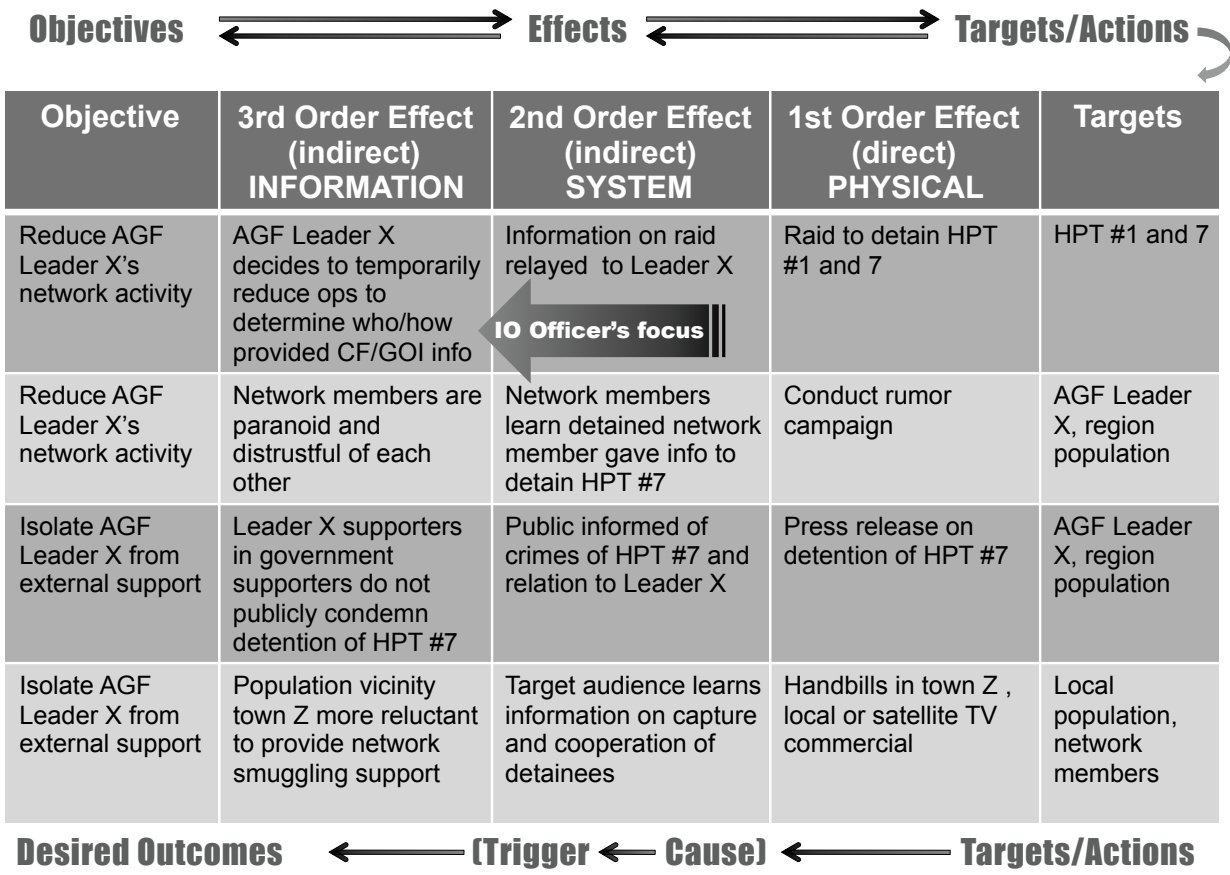 Objectives Effects Targets/Actions
Objective
3rd Order Effect
(indirect)
INFORMATION
2nd Order Effect
(indirect)
SYSTEM
1st Order Effect
(direct)
PHYSICAL
Targets
Reduce AGF
Leader X's
network activity
AGF Leader X
decides to temporarily
reduce ops to
determine who/how
provided CF/GOI info
Information on raid
relayed to Leader X
IO Officer's focus
Raid to detain HPT
#1 and 7
HPT #1 and 7
Reduce AGF
Leader X's
network activity
Network members are
paranoid and
distrustful of each
other
Network members
learn detained network
member gave info to
detain HPT #7
Conduct rumor
campaign
AGF Leader
X, region
population
Isolate AGF
Leader X from
external support
Leader X supporters
in government
supporters do not
publicly condemn
detention of HPT #7
Public informed of
crimes of HPT #7 and
relation to Leader X
Press release on
detention of HPT #7
AGF Leader
X, region
population
Isolate AGF
Leader X from
external support
Population vicinity
town Z more reluctant
to provide network
smuggling support
Target audience learns
information on capture
and cooperation of
detainees
Handbills in town Z ,
local or satellite TV
commercial
Local
population,
network
members
Desired Outcomes (Trigger Cause) Targets/Actions